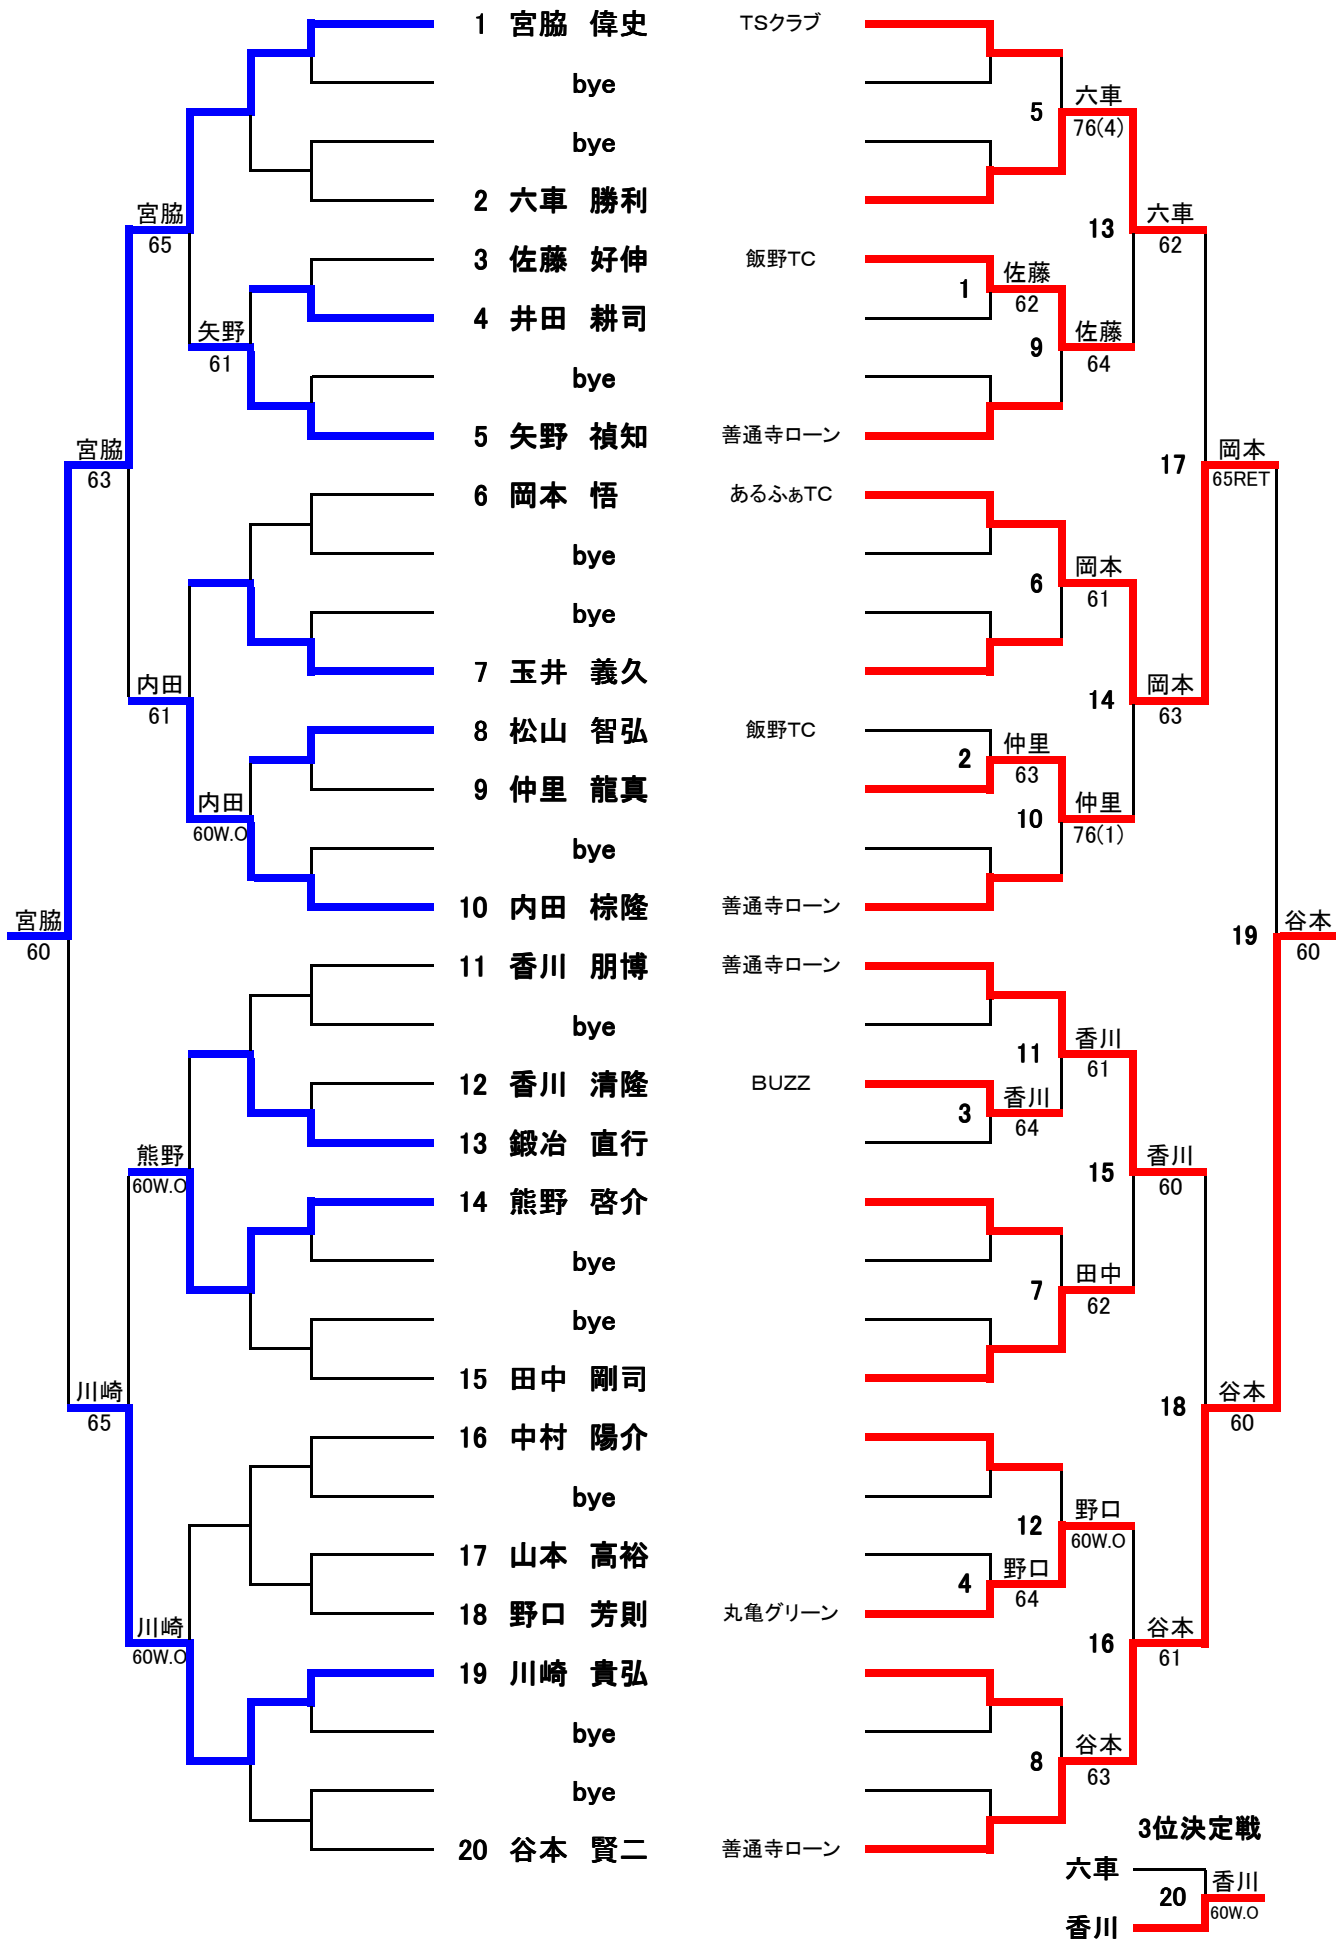 1 宮脇 偉史 TSクラブ
bye
5 六車
76(4)
bye
2 六車 勝利
宮脇 13 六車
65 62
3 佐藤 好伸 飯野TC
1 佐藤
62
4 井田 耕司
矢野 9 佐藤
61 64
bye
5 矢野 禎知 善通寺ローン
宮脇 17 岡本
63 65RET
6 岡本 悟 あるふぁTC
bye
6 岡本
61
bye
7 玉井 義久
内田 14 岡本
61 63
8 松山 智弘 飯野TC
2 仲里
63
9 仲里 龍真
内田 10 仲里
60W.O 76(1)
bye
10 内田 棕隆 善通寺ローン
宮脇 19 谷本
60 60
11 香川 朋博 善通寺ローン
bye
11 香川
61
12 香川 清隆 BUZZ
3 香川
64
13 鍛冶 直行
熊野 15 香川
60W.O 60
14 熊野 啓介
bye
7 田中
62
bye
15 田中 剛司
川崎 18 谷本
65 60
16 中村 陽介
bye
12 野口
60W.O
17 山本 高裕
4 野口
64
18 野口 芳則 丸亀グリーン
川崎 16 谷本
60W.O 61
19 川崎 貴弘
bye
8 谷本
63
bye
20 谷本 賢二 善通寺ローン
3位決定戦
六車
20 香川
60W.O
香川